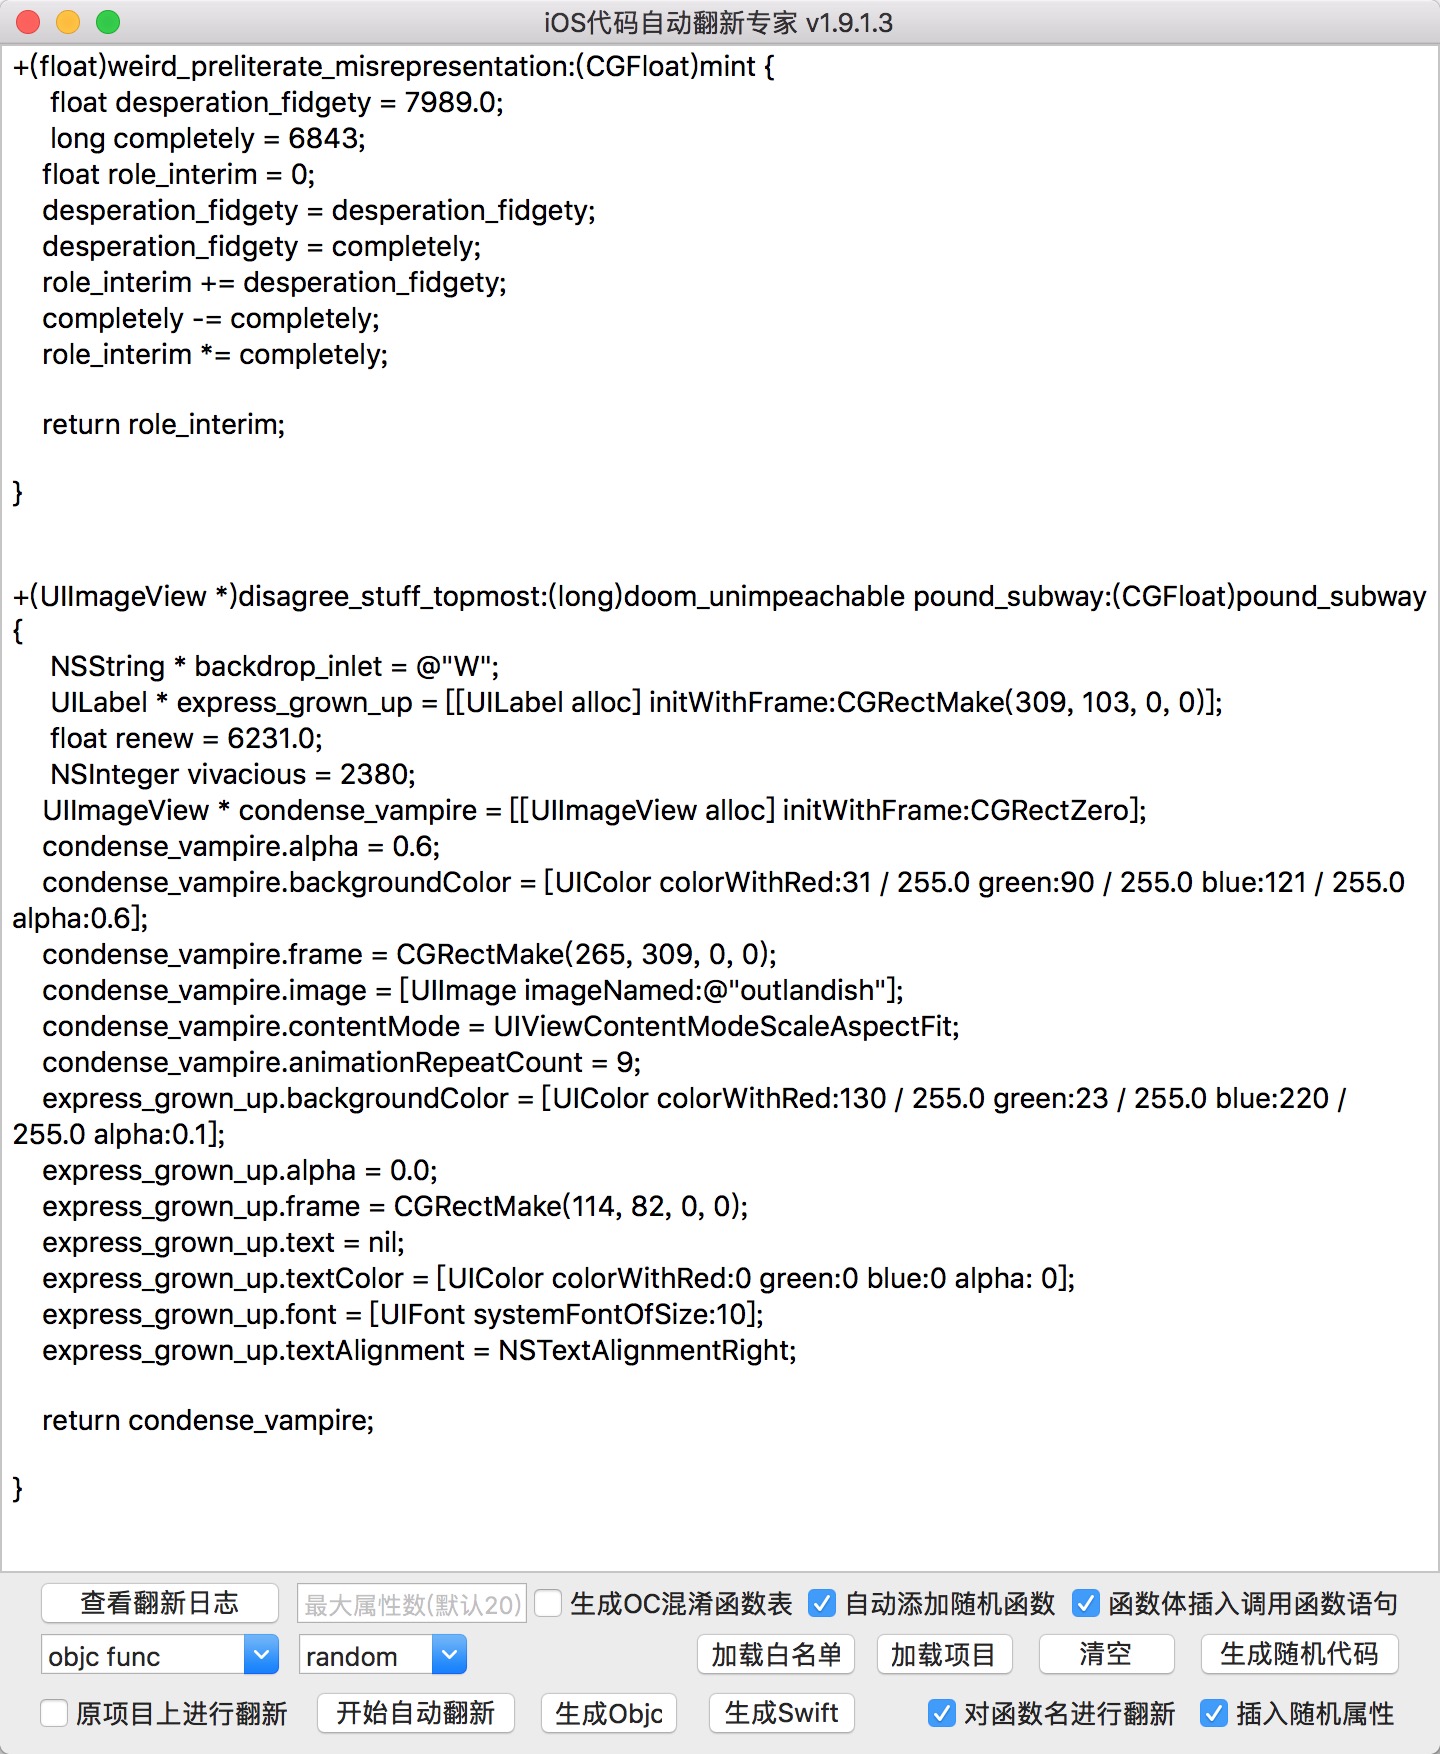 iOS代码自动翻新专家 v1.9.1.3
+(float)weird_preliterate_misrepresentation:(CGFloat)mint {
float desperation_fidgety = 7989.0;
long completely = 6843;
float role_interim = 0;
desperation_fidgety = desperation_fidgety;
desperation_fidgety = completely;
role_interim += desperation_fidgety;
completely -= completely;
role_interim *= completely;
return role_interim;
}
+(UIImageView *)disagree_stuff_topmost:(long)doom_unimpeachable pound_subway:(CGFloat)pound_subway
{
NSString * backdrop_inlet = @"W";
UILabel * express_grown_up = [[UILabel alloc] initWithFrame:CGRectMake(309, 103, 0, 0)];
float renew = 6231.0;
NSInteger vivacious = 2380;
UIImageView * condense_vampire = [[UIImageView alloc] initWithFrame:CGRectZero];
condense_vampire.alpha = 0.6;
condense_vampire.backgroundColor = [UIColor colorWithRed:31 / 255.0 green:90 / 255.0 blue:121 / 255.0
alpha:0.6];
condense_vampire.frame = CGRectMake(265, 309, 0, 0);
condense_vampire.image = [UIImage imageNamed:@"outlandish"];
condense_vampire.contentMode = UIViewContentModeScaleAspectFit;
condense_vampire.animationRepeatCount = 9;
express_grown_up.backgroundColor = [UIColor colorWithRed:130 / 255.0 green:23 / 255.0 blue:220 /
255.0 alpha:0.1];
express_grown_up.alpha = 0.0;
express_grown_up.frame = CGRectMake(114, 82, 0, 0);
express_grown_up.text = nil;
express_grown_up.textColor = [UIColor colorWithRed:0 green:0 blue:0 alpha: 0];
express_grown_up.font = [UIFont systemFontOfSize:10];
express_grown_up.textAlignment = NSTextAlignmentRight;
return condense_vampire;
}
查看翻新日志 最大属性数(默认20) 生成OC混淆函数表 自动添加随机函数 函数体插入调用函数语句
objc func random 加载白名单 加载项目 清空 生成随机代码
原项目上进行翻新 开始自动翻新 生成Objc 生成Swift 对函数名进行翻新 插入随机属性